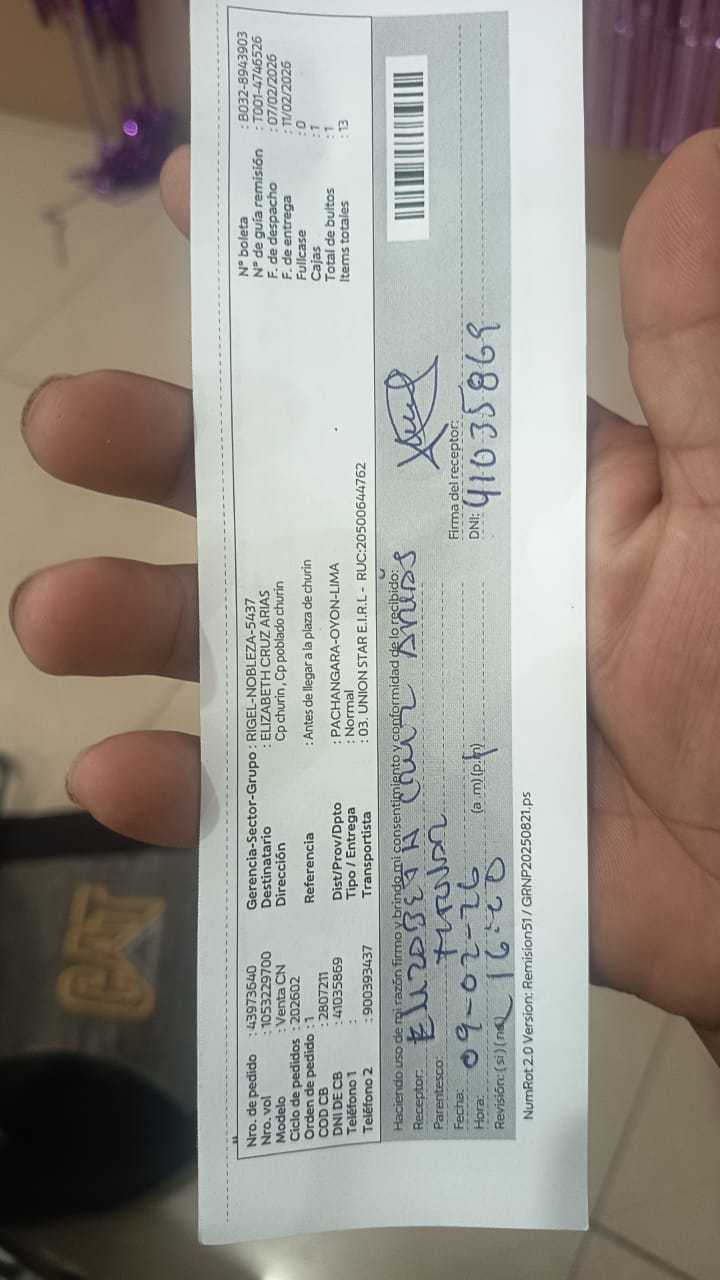 Nro. de pedido : 43973640
Nro. vol : 1053229700
Modelo : Venta CN
Ciclo de pedidos : 202602
Orden de pedido : 1
COD CB : 2807211
DNI DE CB : 41035869
Teléfono 1 :
Teléfono 2 : 900393437
Gerencia-Sector-Grupo : RIGEL-NOBLEZA-5437
Destinatario : ELIZABETH CRUZ ARIAS
Dirección Cp churin , Cp poblado churín
Referencia : Antes de llegar a la plaza de churin
Dist/Prov/Dpto : PACHANGARA-OYON-LIMA
Tipo / Entrega : Normal
Transportista : 03. UNION STAR E.I.R.L - RUC:20500644762
N° boleta : B032-8943903
N° de guía remisión : T001-4746526
F. de despacho : 07/02/2026
F. de entrega : 11/02/2026
Fullcase : 0
Cajas : 1
Total de bultos : 1
Items totales : 13
Haciendo uso de mi razón firmo y brindo mi consentimiento y conformidad de lo recibido:
Receptor: ELIZABETH CRUZ ARIAS
Parentesco: titular
Fecha: 09-02-26
Hora: 16:00 (a .m) (p.m)
Revisión: ( si ) ( no)
Firma del receptor:
DNI: 41035869
NumRot 2.0 Version: Remision51 / GRNP20250821.ps
CAT